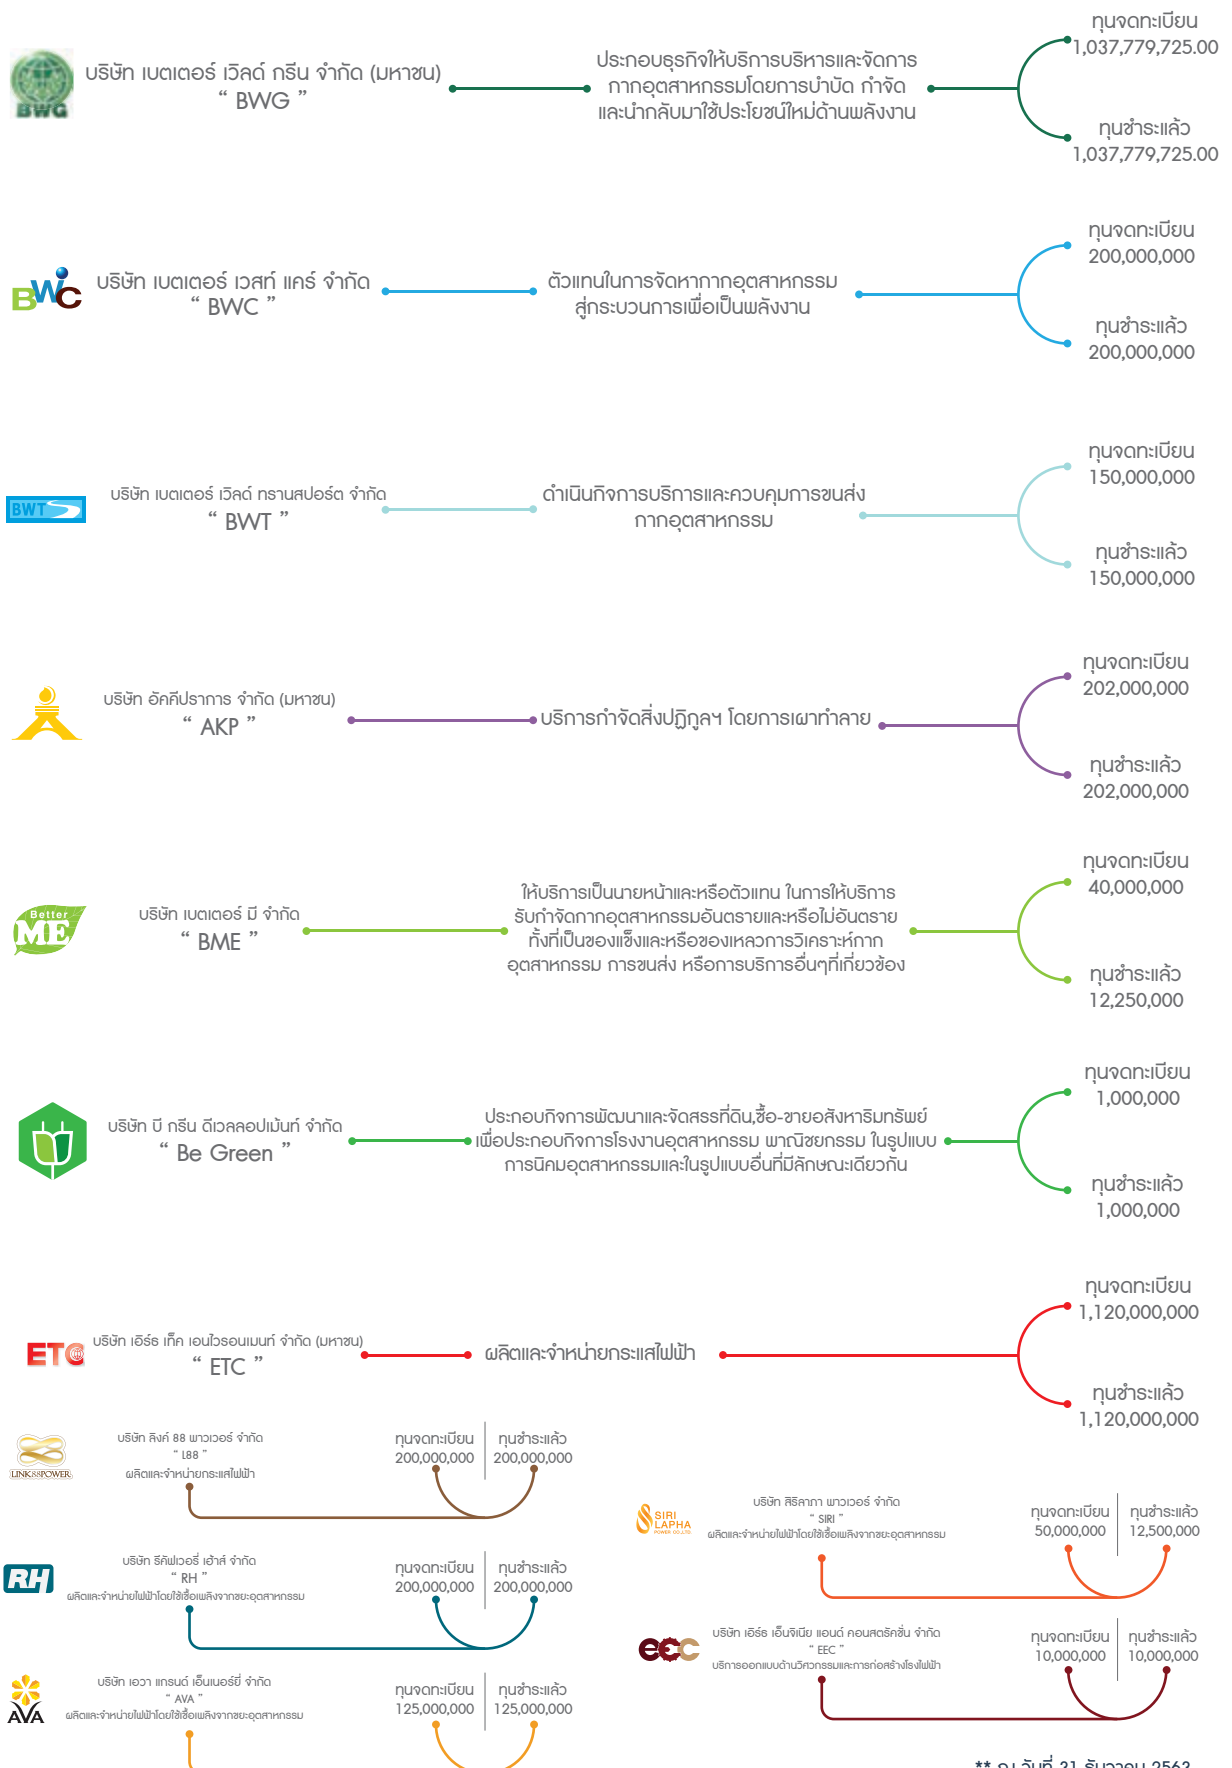 ทุนจดทะเบียน
1,037,779,725.00
BWG
บริษัท เบตเตอร์ เวิลด์ กรีน จำกัด (มหาชน)
“ BWG ”
ประกอบธุรกิจให้บริการบริหารและจัดการ
กากอุตสาหกรรมโดยการบำบัด กำจัด
และนำกลับมาใช้ประโยชน์ใหม่ด้านพลังงาน
ทุนชำระแล้ว
1,037,779,725.00
ทุนจดทะเบียน
200,000,000
BWC
บริษัท เบตเตอร์ เวสท์ แคร์ จำกัด
“ BWC ”
ตัวแทนในการจัดหากากอุตสาหกรรม
สู่กระบวนการเพื่อเป็นพลังงาน
ทุนชำระแล้ว
200,000,000
ทุนจดทะเบียน
150,000,000
BWT
บริษัท เบตเตอร์ เวิลด์ ทรานสปอร์ต จำกัด
“ BWT ”
ดำเนินกิจการบริการและควบคุมการขนส่ง
กากอุตสาหกรรม
ทุนชำระแล้ว
150,000,000
ทุนจดทะเบียน
202,000,000
บริษัท อัคคีปราการ จำกัด (มหาชน)
“ AKP ”
บริการกำจัดสิ่งปฏิกูลฯ โดยการเผาทำลาย
ทุนชำระแล้ว
202,000,000
ทุนจดทะเบียน
40,000,000
Better
ME
บริษัท เบตเตอร์ มี จำกัด
“ BME ”
ให้บริการเป็นนายหน้าและหรือตัวแทน ในการให้บริการ
รับกำจัดกากอุตสาหกรรมอันตรายและหรือไม่อันตราย
ทั้งที่เป็นของแข็งและหรือของเหลวการวิเคราะห์กาก
อุตสาหกรรม การขนส่ง หรือการบริการอื่นๆที่เกี่ยวข้อง
ทุนชำระแล้ว
12,250,000
ทุนจดทะเบียน
1,000,000
บริษัท บี กรีน ดีเวลลอปเม้นท์ จำกัด
“ Be Green ”
ประกอบกิจการพัฒนาและจัดสรรที่ดิน,ซื้อ-ขายอสังหาริมทรัพย์
เพื่อประกอบกิจการโรงงานอุตสาหกรรม พาณิชยกรรม ในรูปแบบ
การนิคมอุตสาหกรรมและในรูปแบบอื่นที่มีลักษณะเดียวกัน
ทุนชำระแล้ว
1,000,000
ทุนจดทะเบียน
1,120,000,000
ETC
บริษัท เอิร์ธ เท็ค เอนไวรอนเมนท์ จำกัด (มหาชน)
“ ETC ”
ผลิตและจำหน่ายกระแสไฟฟ้า
ทุนชำระแล้ว
1,120,000,000
LINK88POWER
บริษัท ลิงค์ 88 พาวเวอร์ จำกัด
“ L88 ”
ผลิตและจำหน่ายกระแสไฟฟ้า
ทุนจดทะเบียน ทุนชำระแล้ว
200,000,000 200,000,000
SIRI
LAPHA
POWER CO.,LTD.
บริษัท สิริลาภา พาวเวอร์ จำกัด
“ SIRI ”
ผลิตและจำหน่ายไฟฟ้าโดยใช้เชื้อเพลิงจากขยะอุตสาหกรรม
ทุนจดทะเบียน ทุนชำระแล้ว
50,000,000 12,500,000
RH
บริษัท รีคัฟเวอรี่ เฮ้าส์ จำกัด
“ RH ”
ผลิตและจำหน่ายไฟฟ้าโดยใช้เชื้อเพลิงจากขยะอุตสาหกรรม
ทุนจดทะเบียน ทุนชำระแล้ว
200,000,000 200,000,000
eec
บริษัท เอิร์ธ เอ็นจิเนีย แอนด์ คอนสตรัคชั่น จำกัด
“ EEC ”
บริการออกแบบด้านวิศวกรรมและการก่อสร้างโรงไฟฟ้า
ทุนจดทะเบียน ทุนชำระแล้ว
10,000,000 10,000,000
AVA
บริษัท เอวา แกรนด์ เอ็นเนอร์ยี่ จำกัด
“ AVA ”
ผลิตและจำหน่ายไฟฟ้าโดยใช้เชื้อเพลิงจากขยะอุตสาหกรรม
ทุนจดทะเบียน ทุนชำระแล้ว
125,000,000 125,000,000
** ณ วันที่ 31 ธันวาคม 2563